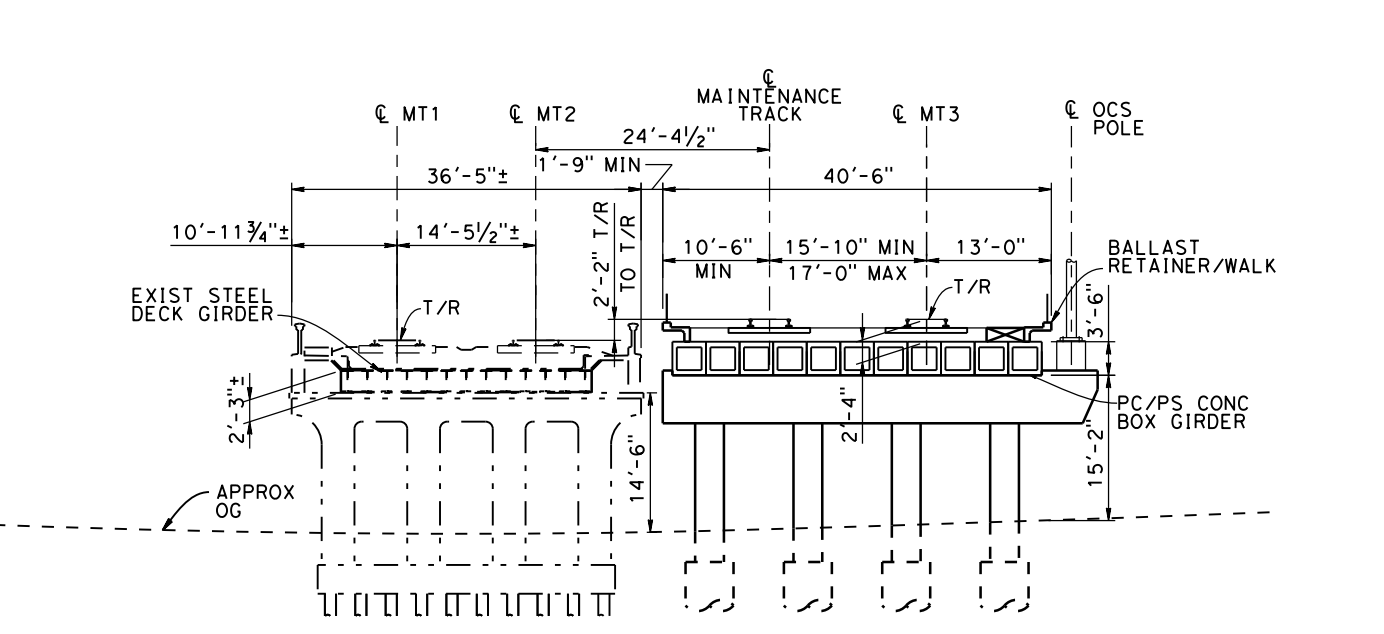 ℄
MAINTENANCE
TRACK
℄ MT1
℄ MT2
℄ MT3
℄ OCS
POLE
24'-4½"
1'-9" MIN
36'-5"±
40'-6"
10'-11¾"±
14'-5½"±
2'-2" T/R
TO T/R
10'-6"
MIN
15'-10" MIN
17'-0" MAX
13'-0"
BALLAST
RETAINER/WALK
EXIST STEEL
DECK GIRDER
T/R
T/R
3'-6"
2'-3"±
2'-4"
PC/PS CONC
BOX GIRDER
14'-6"
15'-2"
APPROX
OG